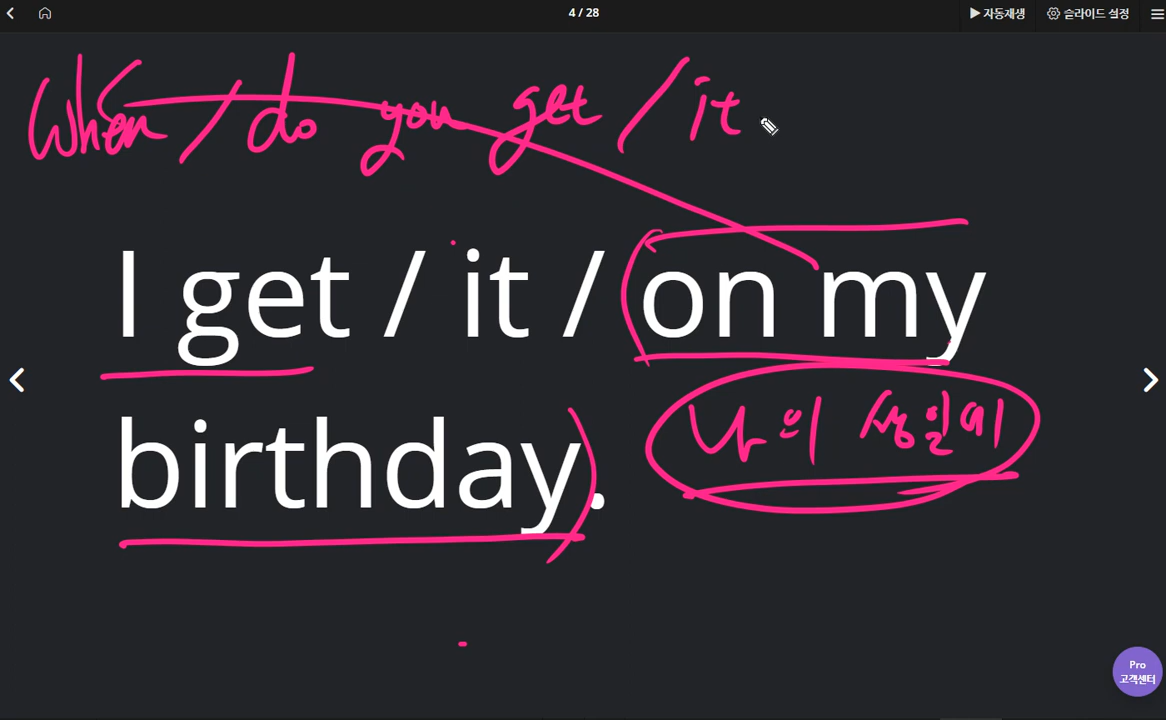 4 / 28
▶ 자동재생
슬라이드 설정
When / do you get / it
I get / it / on my
birthday.
나의 생일에
Pro
고객센터